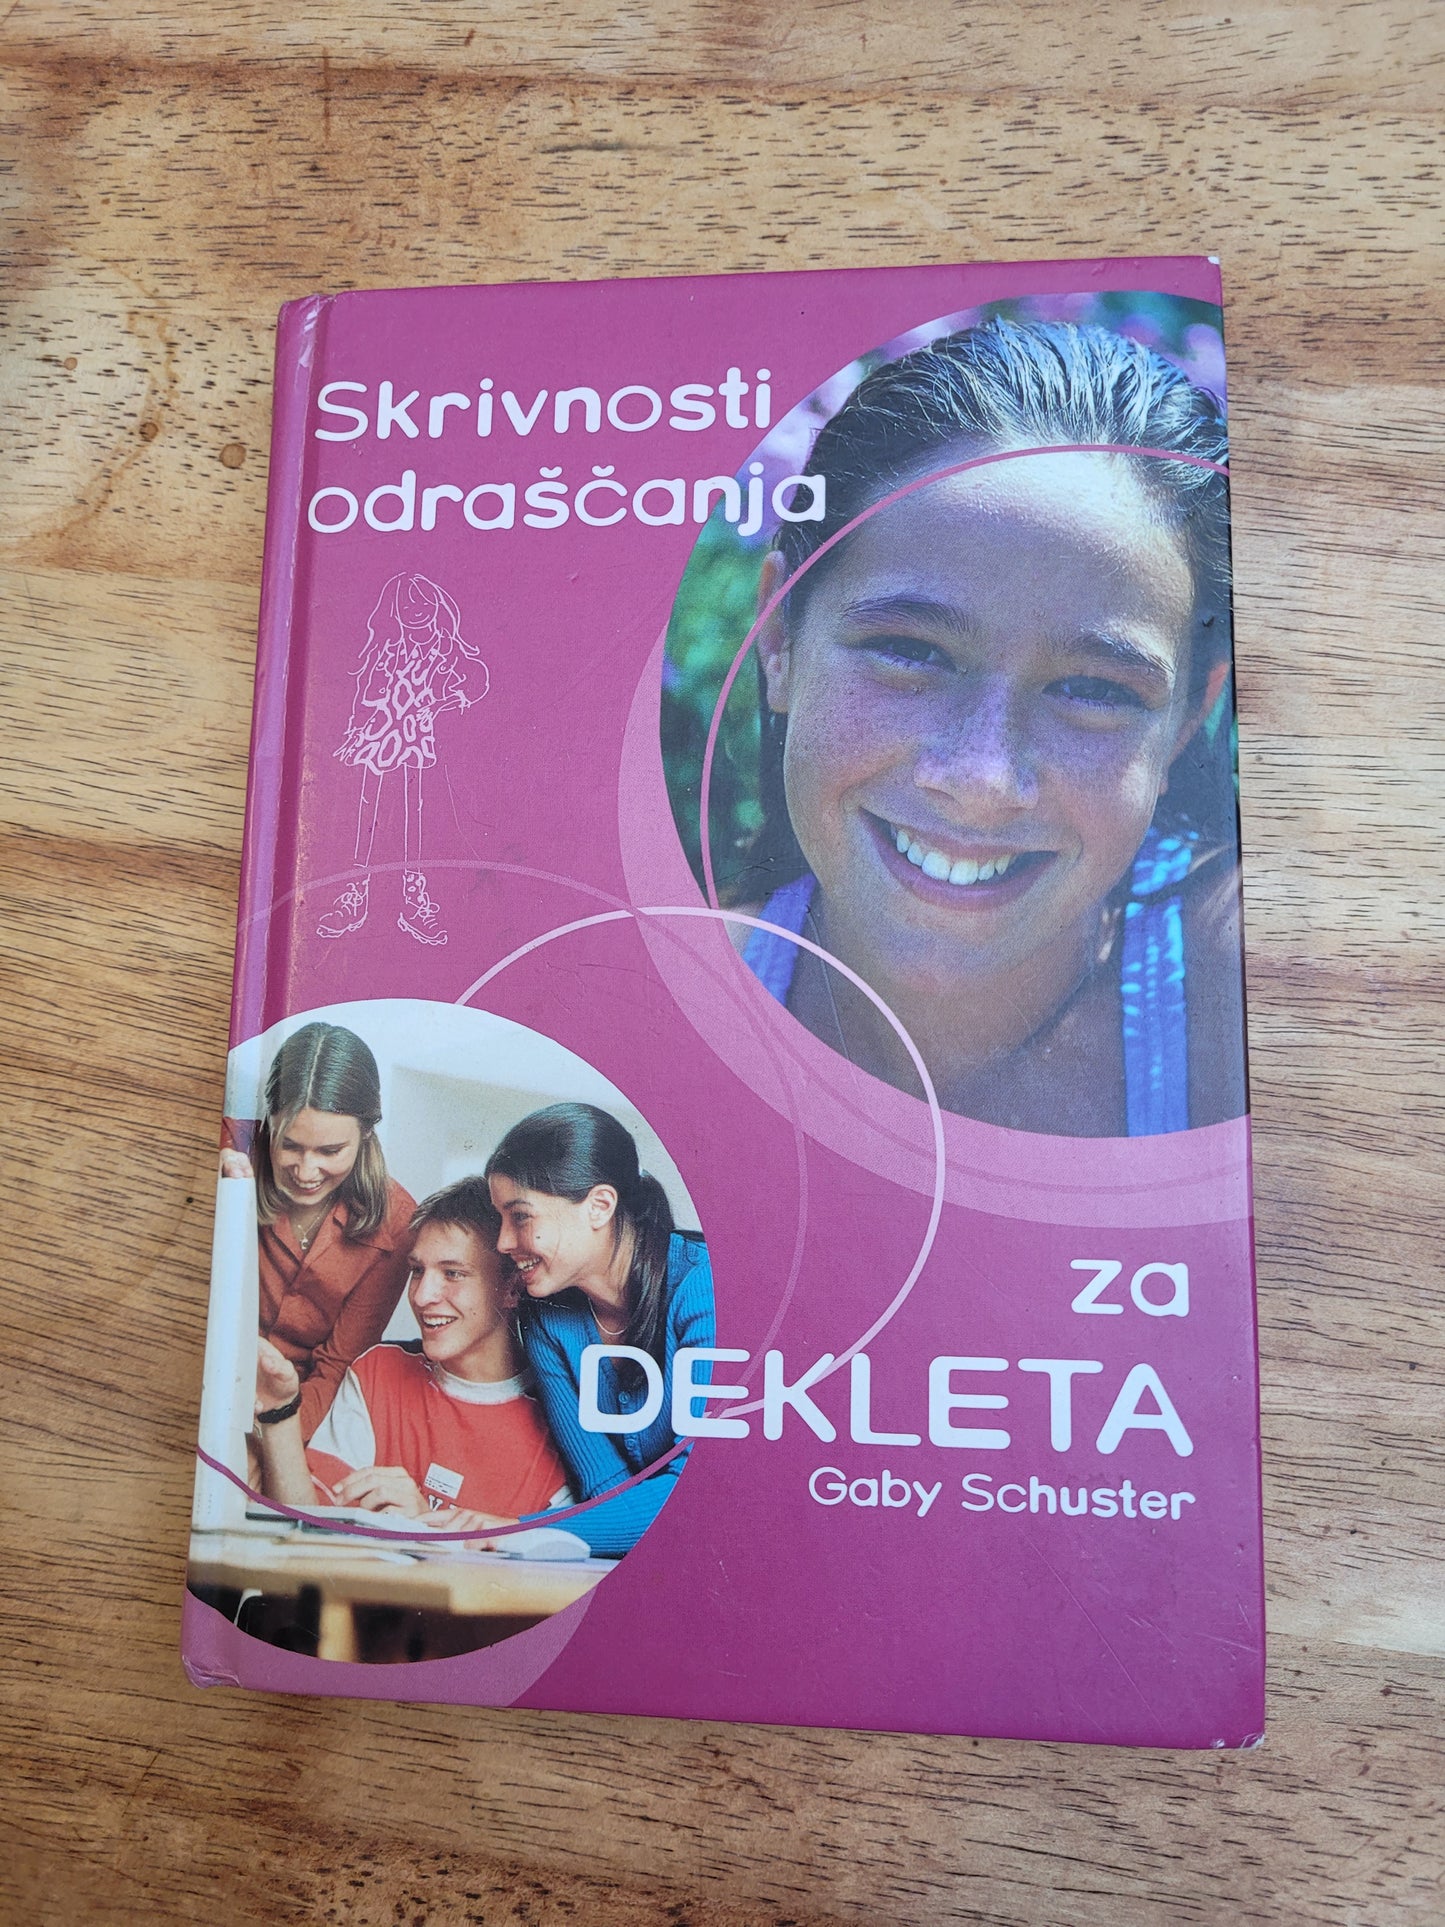 Skrivnosti
odraščanja
za
DEKLETA
Gaby Schuster